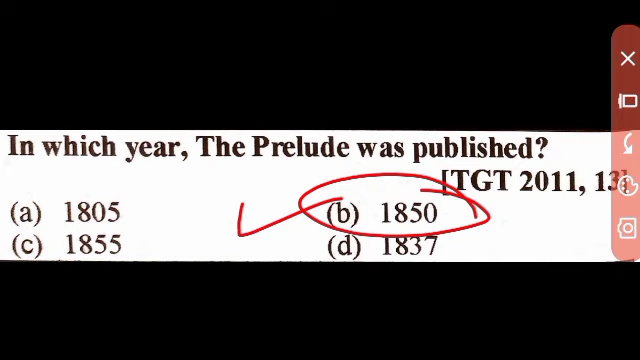 In which year, The Prelude was published?
[TGT 2011, 13]
(a) 1805 (b) 1850
(c) 1855 (d) 1837